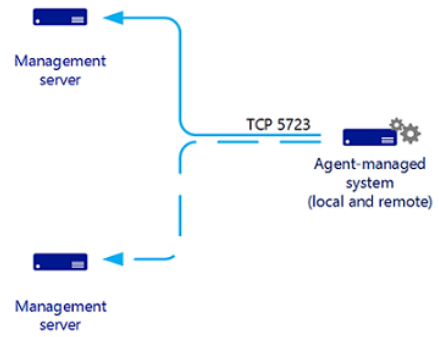 Management
server
TCP 5723
Agent-managed
system
(local and remote)
Management
server